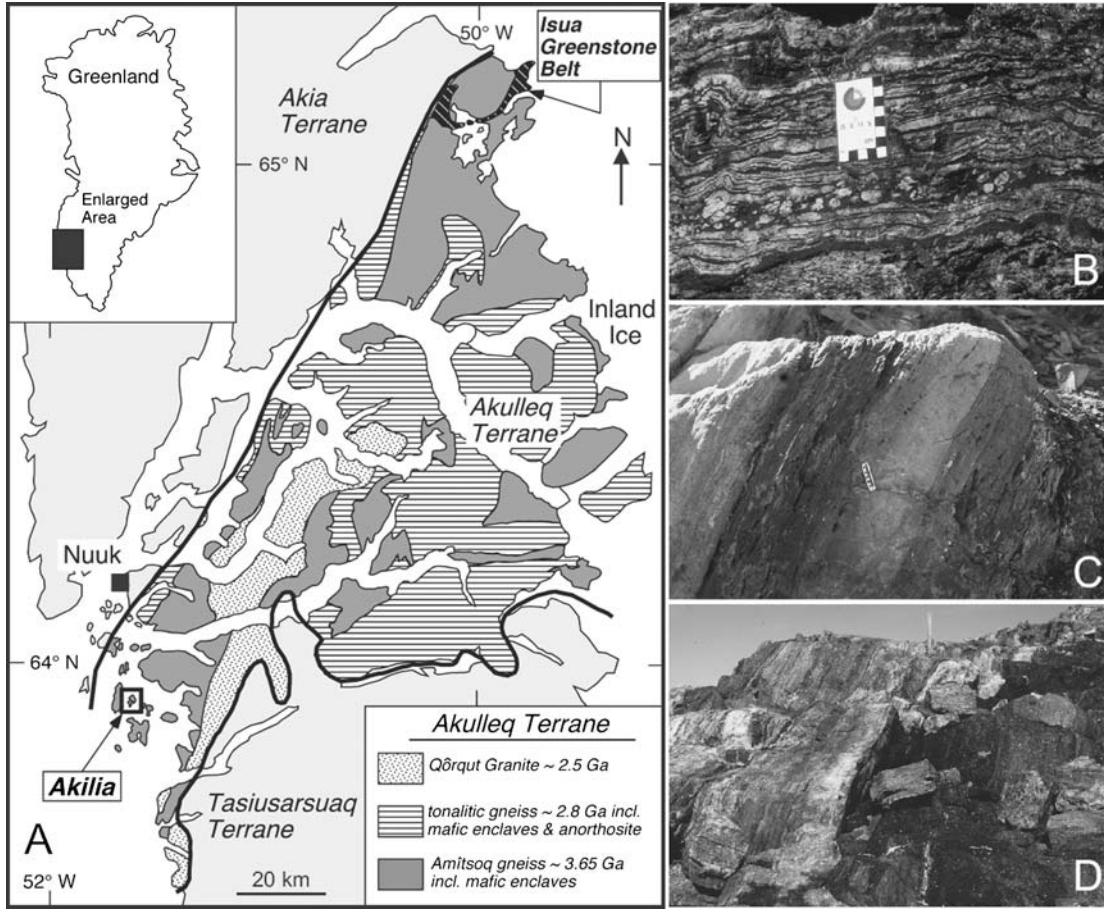 Greenland
Enlarged
Area
50° W
Isua
Greenstone
Belt
Akia
Terrane
65° N
N
Inland
Ice
Akulleq
Terrane
Nuuk
64° N
Akilia
Tasiusarsuaq
Terrane
A
52° W
20 km
Akulleq Terrane
Qôrqut Granite ~ 2.5 Ga
tonalitic gneiss ~ 2.8 Ga incl.
mafic enclaves & anorthosite
Amîtsoq gneiss ~ 3.65 Ga
incl. mafic enclaves
B
C
D